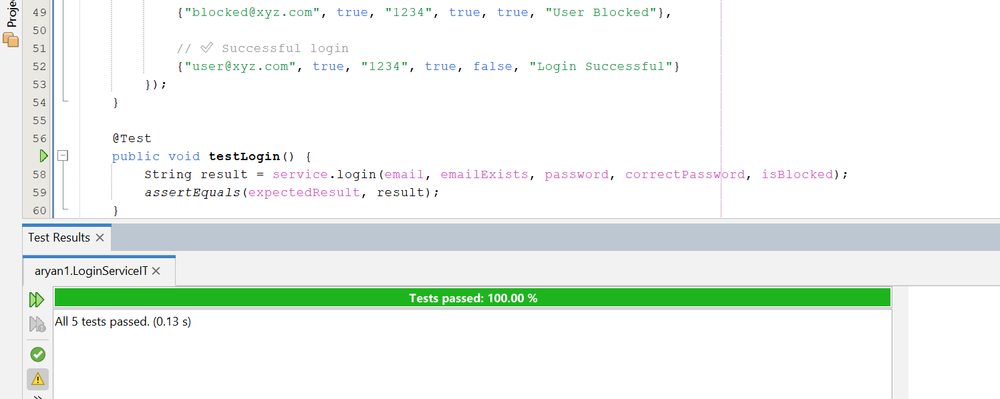 Proje
49 {"blocked@xyz.com", true, "1234", true, true, "User Blocked"},
50
51 // ✅ Successful login
52 {"user@xyz.com", true, "1234", true, false, "Login Successful"}
53 });
54 }
55
56 @Test
public void testLogin() {
58 String result = service.login(email, emailExists, password, correctPassword, isBlocked);
59 assertEquals(expectedResult, result);
60 }
Test Results
aryan1.LoginServiceIT
Tests passed: 100.00 %
All 5 tests passed. (0.13 s)